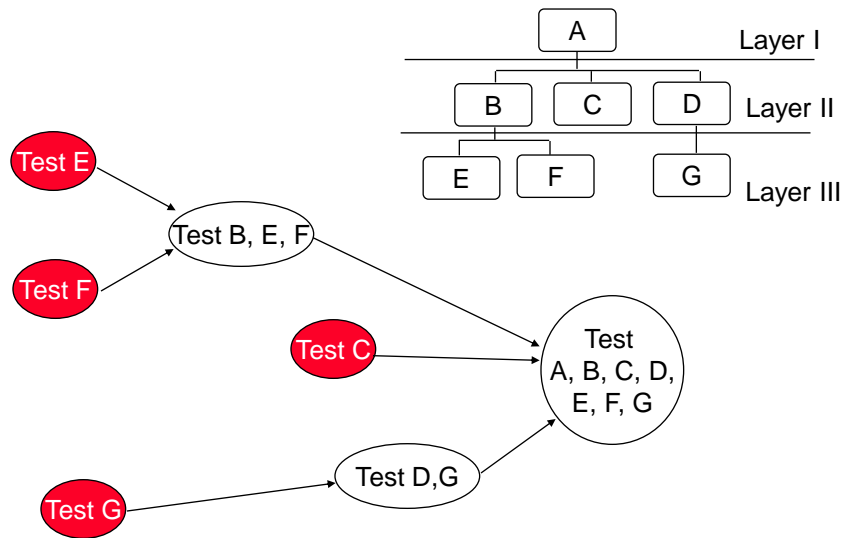 A
Layer I
B
C
D
Layer II
E
F
G
Layer III
Test E
Test B, E, F
Test F
Test C
Test
A, B, C, D,
E, F, G
Test D,G
Test G